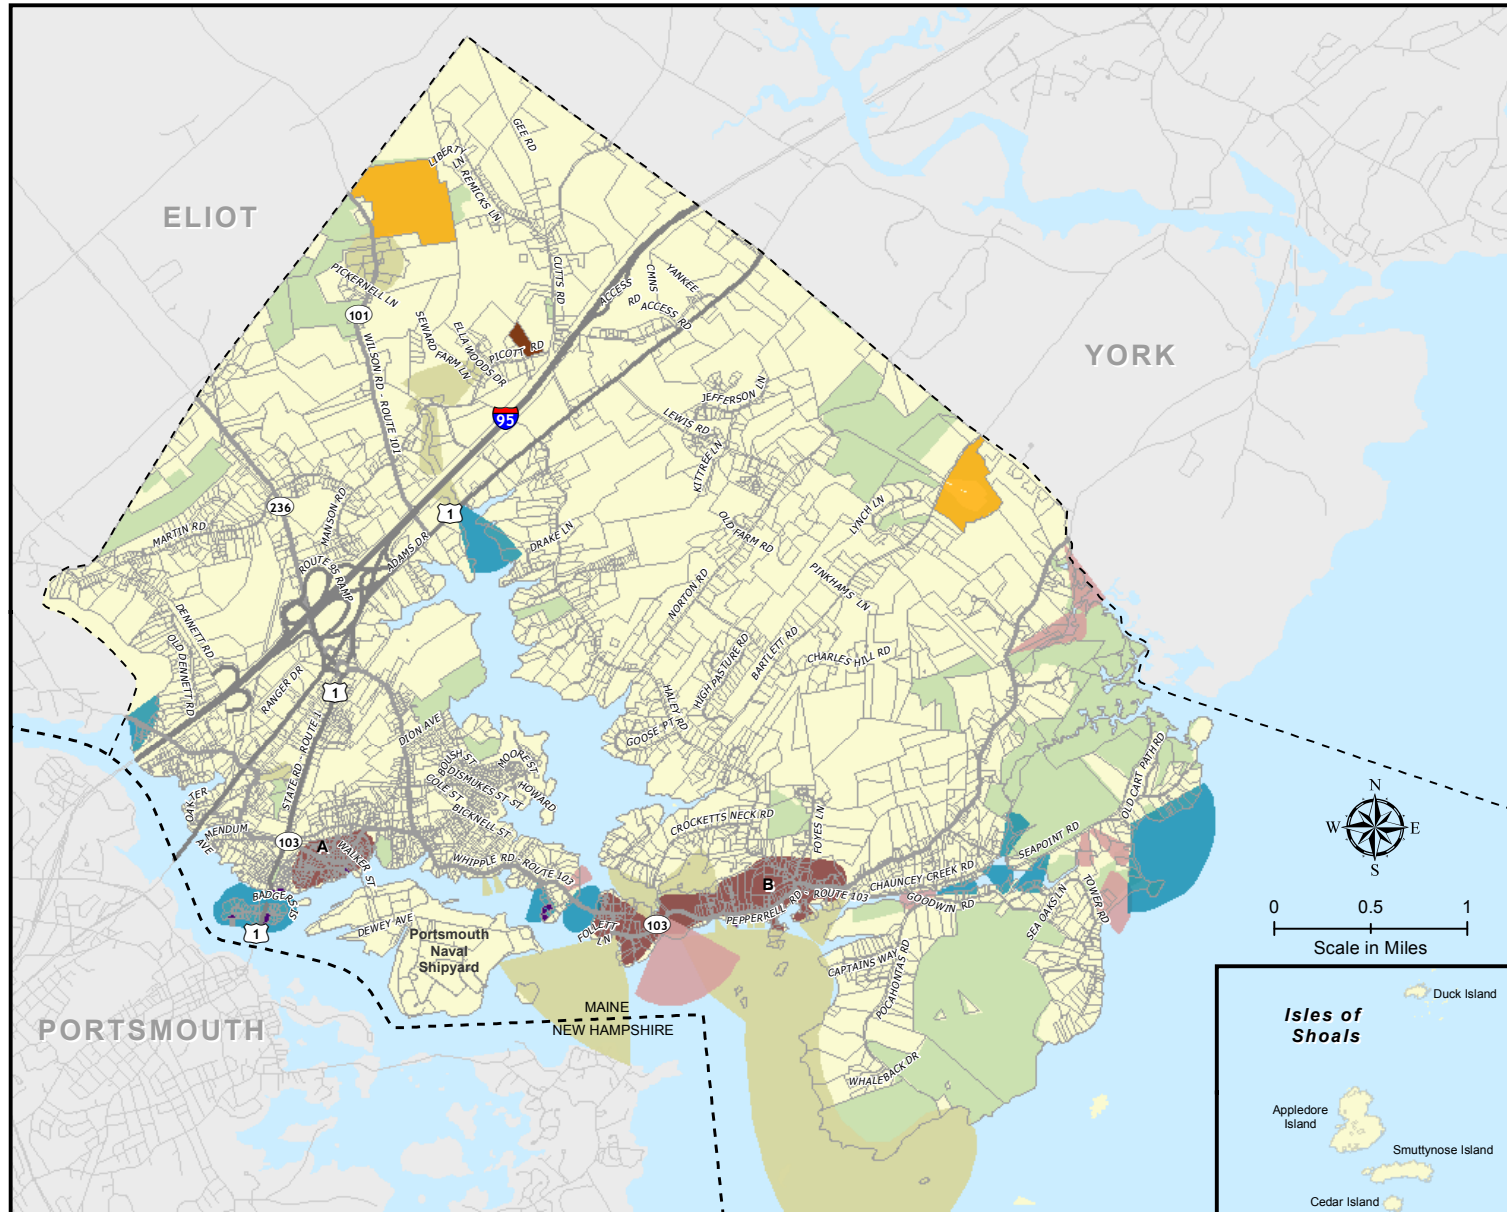 GEE RD
LIBERTY
LN
REMICKS LN
ELIOT
CUTTS RD
ACCESS
RD
CMNS
YANKEE
ACCESS RD
PICKERNELL LN
101
SEWARD
FARM LN
ELLA WOODS DR
PICOTT RD
WILSON RD - ROUTE 101
YORK
JEFFERSON LN
LEWIS RD
KITTREE LN
95
236
1
MARTIN RD
MANSON RD
ADAMS DR
ROUTE 95 RAMP
DRAKE LN
OLD FARM RD
LYNCH LN
PINKHAMS LN
NORTON RD
DENNETT RD
OLD DENNETT RD
HIGH PASTURE RD
BARTLETT RD
CHARLES HILL RD
RANGER DR
1
HALEY RD
GOOSE PT
STATE RD - ROUTE 1
DION AVE
BOUSH ST
MOORE ST
DISMUKES ST
ST
COLE ST
HOWARD
BICKNELL ST
OLD CART PATH RD
OAK TER
MENDUM
AVE
103
A
WALKER ST
CROCKETTS NECK RD
FOYES LN
SEAPOINT RD
WHIPPLE RD - ROUTE 103
B
CHAUNCEY CREEK RD
PEPPERRELL RD - ROUTE 103
GOODWIN RD
SEA OAKS LN
TOWER RD
BADGERS
ST
1
DEWEY AVE
FOLLETT
LN
103
Portsmouth
Naval
Shipyard
CAPTAINS WAY
POCAHONTAS RD
WHALEBACK DR
MAINE
NEW HAMPSHIRE
PORTSMOUTH
N
W
E
S
0 0.5 1
Scale in Miles
Duck Island
Isles of
Shoals
Appledore
Island
Smuttynose Island
Cedar Island